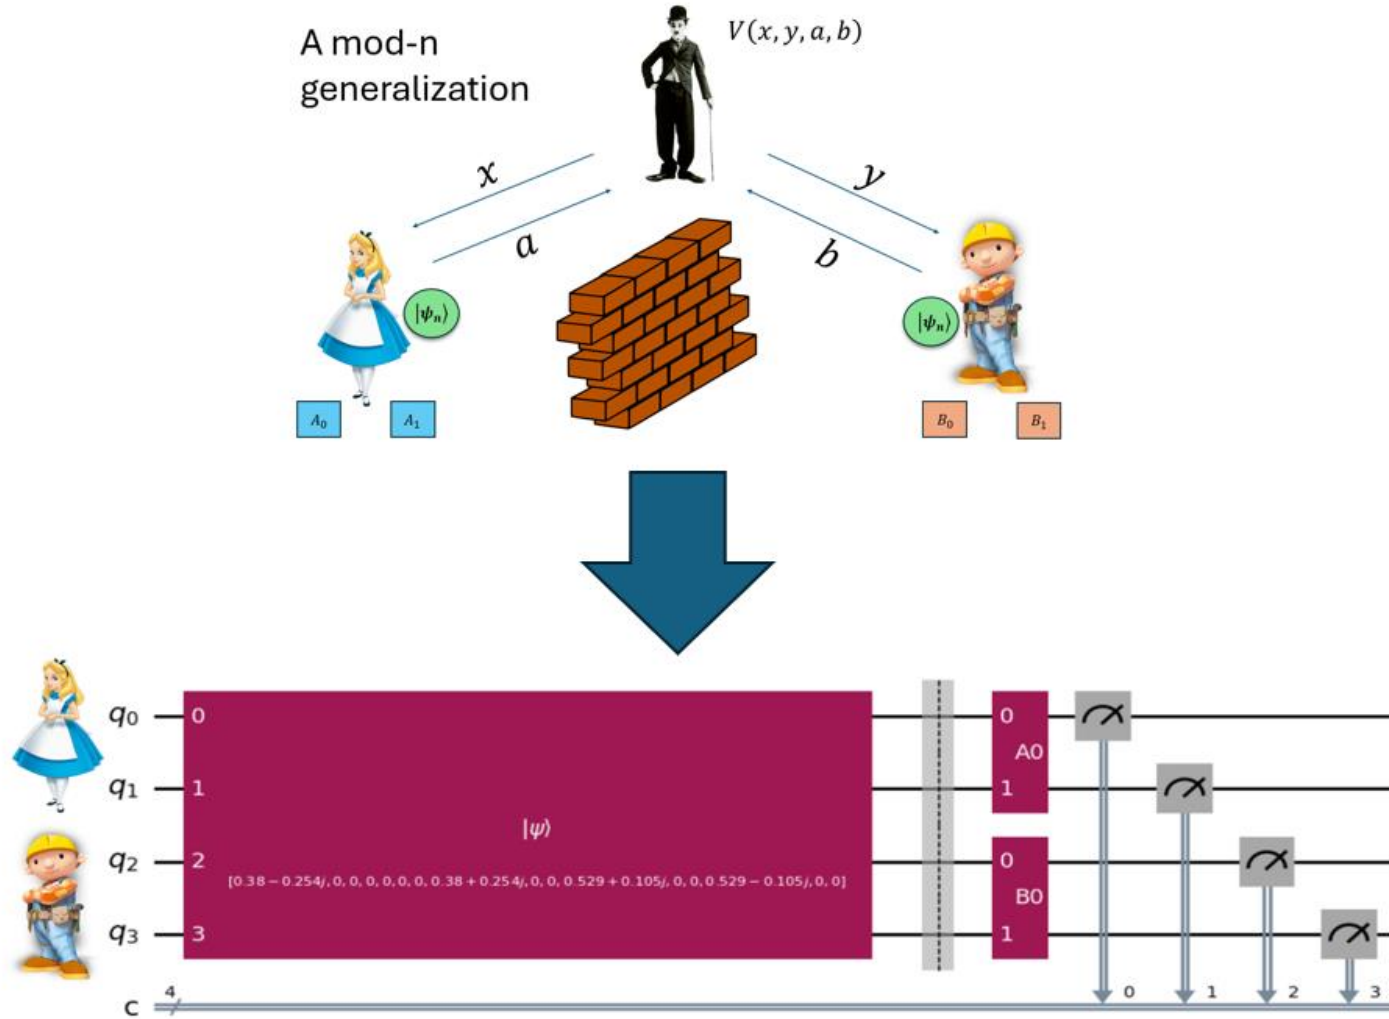 A mod-n
generalization
V(x, y, a, b)
x
y
a
b
|ψₙ⟩
|ψₙ⟩
A₀
A₁
B₀
B₁
q₀
0
0
q₁
1
A0
1
|ψ⟩
q₂
2
[0.38 − 0.254j, 0, 0, 0, 0, 0, 0, 0.38 + 0.254j, 0, 0, 0.529 + 0.105j, 0, 0, 0.529 − 0.105j, 0, 0]
0
B0
q₃
3
1
c
4
0
1
2
3